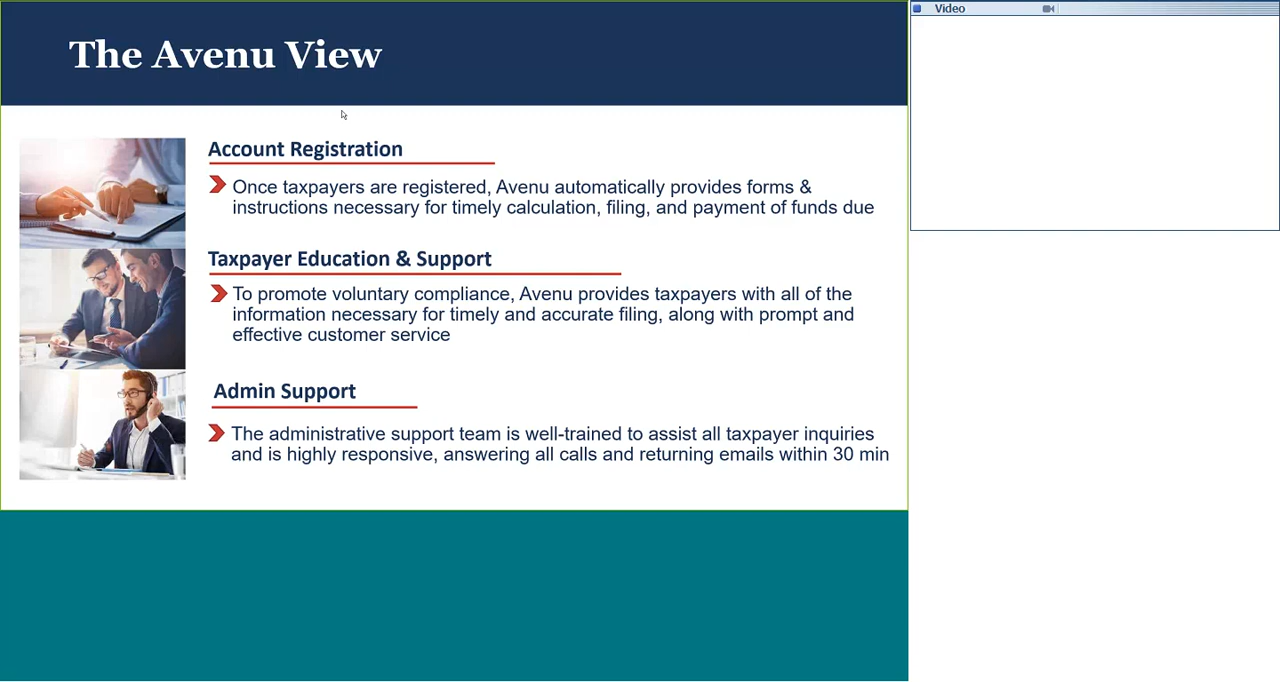 The Avenu View
Video
Account Registration
Once taxpayers are registered, Avenu automatically provides forms &
instructions necessary for timely calculation, filing, and payment of funds due
Taxpayer Education & Support
To promote voluntary compliance, Avenu provides taxpayers with all of the
information necessary for timely and accurate filing, along with prompt and
effective customer service
Admin Support
The administrative support team is well-trained to assist all taxpayer inquiries
and is highly responsive, answering all calls and returning emails within 30 min